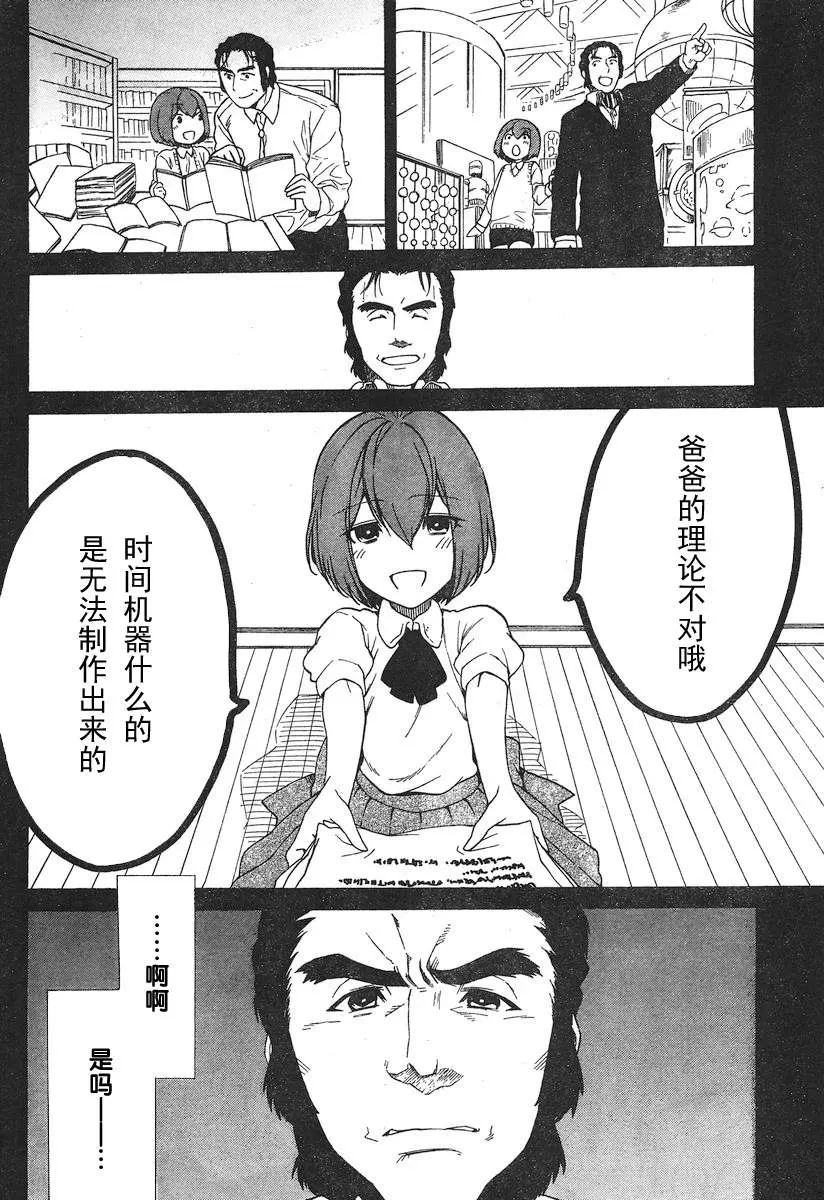 爸爸的理论不对哦
时间机器什么的
是无法制作出来的
……啊啊
是吗——…